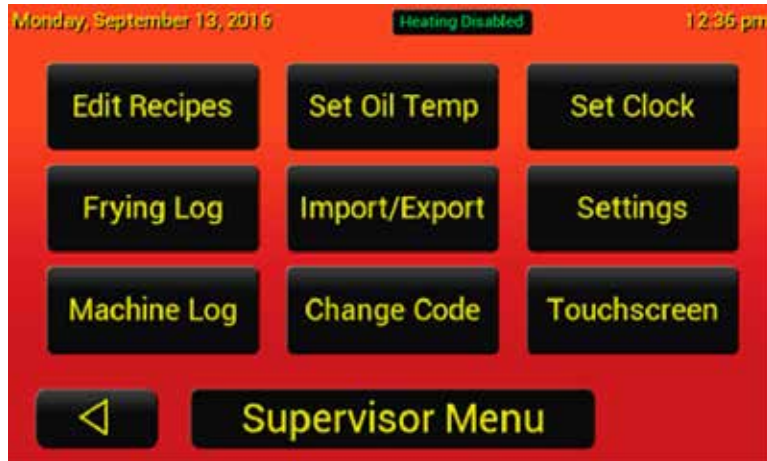 Monday, September 13, 2016 Heating Disabled 12:36 pm
Edit Recipes Set Oil Temp Set Clock
Frying Log Import/Export Settings
Machine Log Change Code Touchscreen
Supervisor Menu